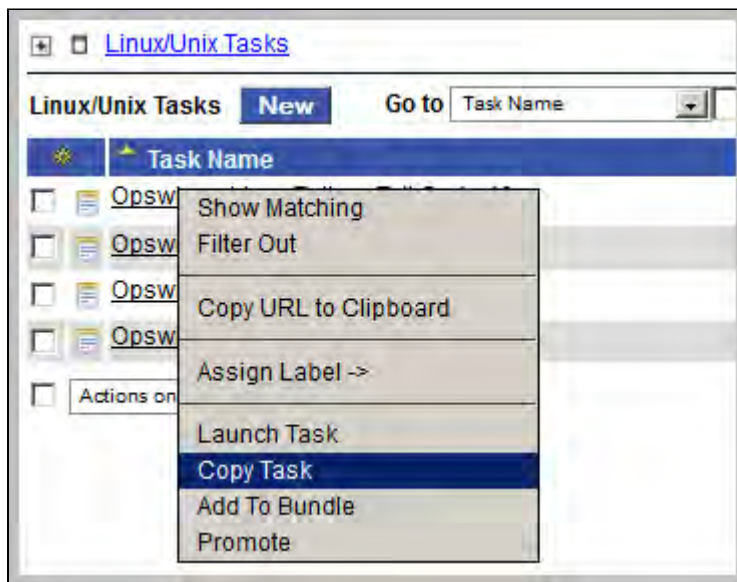 Linux/Unix Tasks
Linux/Unix Tasks New Go to Task Name
Task Name
Opsw
Opsw
Opsw
Opsw
Actions on
Show Matching
Filter Out
Copy URL to Clipboard
Assign Label ->
Launch Task
Copy Task
Add To Bundle
Promote